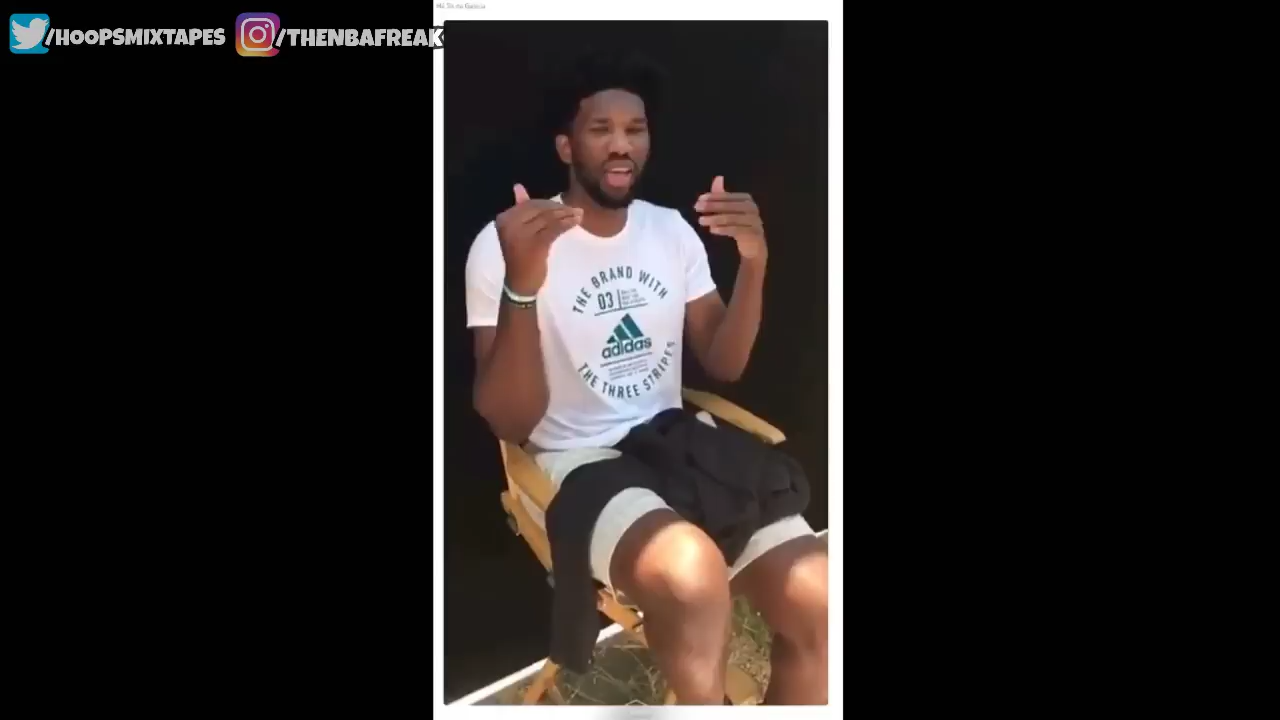 /HOOPSMIXTAPES
/THENBAFREAK
THE BRAND WITH
03
adidas
THE THREE STRIPES